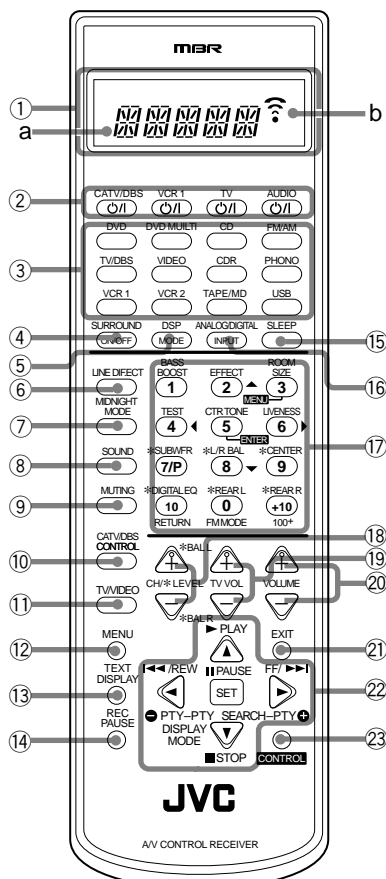 MBR
① a b
② CATV/DBS VCR 1 TV AUDIO
⏻/I ⏻/I ⏻/I ⏻/I
③ DVD DVD MUILTI CD FM/AM
TV/DBS VIDEO CDR PHONO
VCR 1 VCR 2 TAPE/MD USB
④ SURROUND DSP ANALOG/DIGITAL SLEEP ⑮
ON/OFF MODE INPUT
⑤ ⑯
BASS ROOM
⑥ LINE DIFECT BOOST EFFECT SIZE
1 2 ▲ 3
MENU
⑦ MIDNIGHT
MODE
TEST CTR TONE LIVENESS
4 ◀ 5 6 ▶
ENTER
⑰
⑧ SOUND *SUBWFR *L/R BAL *CENTER
7/P 8 ▼ 9
⑨ MUTING *DIGITAL EQ *REAR L *REAR R
10 0 +10
RETURN FM MODE 100+
⑩ CATV/DBS
CONTROL
*BAL L + + + ⑱ ⑲
CH/* LEVEL TV VOL VOLUME ⑳
⑪ TV/VIDEO – – –
*BAL R
⑫ MENU ► PLAY EXIT ㉑
⑬ TEXT
DISPLAY
|◀◀ /REW ❚❚ PAUSE FF/ ▶▶|
SET ㉒
⑭ REC
PAUSE
⊖ PTY–PTY SEARCH–PTY ⊕
DISPLAY
MODE
■ STOP CONTROL ㉓
JVC
A/V CONTROL RECEIVER